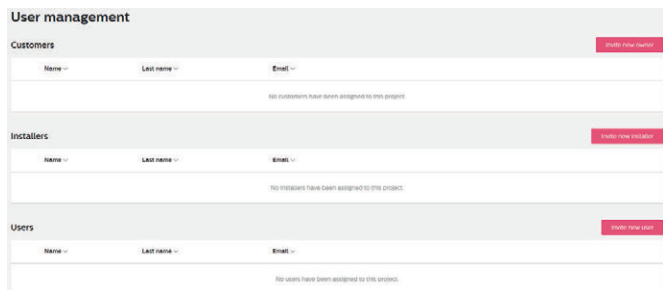 User management
Customers
Invite new owner
Name Last name Email
No customers have been assigned to this project.
Installers
Invite new installer
Name Last name Email
No installers have been assigned to this project.
Users
Invite new user
Name Last name Email
No users have been assigned to this project.